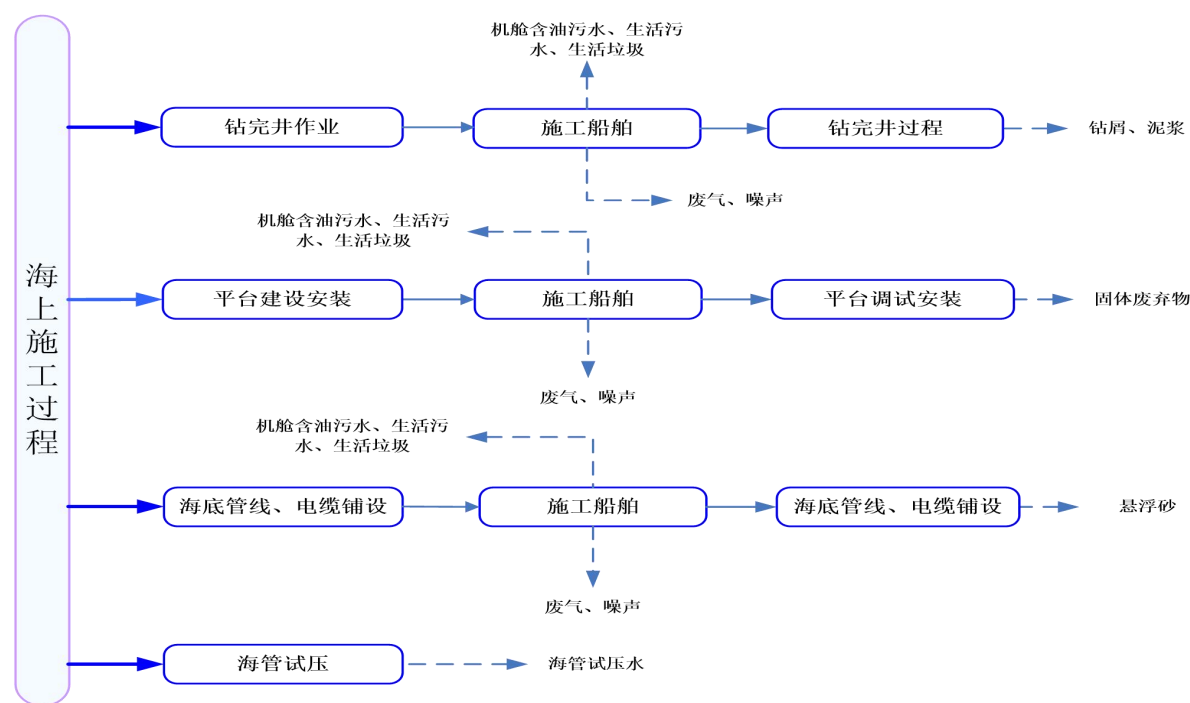 海上施工过程
机舱含油污水、生活污
水、生活垃圾
钻完井作业
施工船舶
钻完井过程
钻屑、泥浆
废气、噪声
机舱含油污水、生活污
水、生活垃圾
平台建设安装
施工船舶
平台调试安装
固体废弃物
废气、噪声
机舱含油污水、生活污
水、生活垃圾
海底管线、电缆铺设
施工船舶
海底管线、电缆铺设
悬浮砂
废气、噪声
海管试压
海管试压水